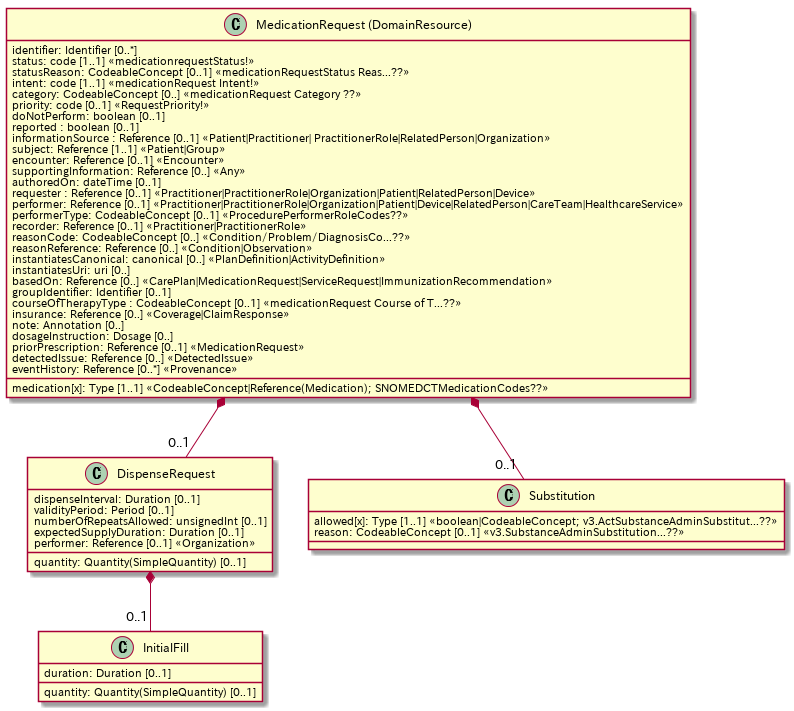 C MedicationRequest (DomainResource)
identifier: Identifier [0..*]
status: code [1..1] «medicationrequestStatus!»
statusReason: CodeableConcept [0..1] «medicationRequestStatus Reas...??»
intent: code [1..1] «medicationRequest Intent!»
category: CodeableConcept [0..] «medicationRequest Category ??»
priority: code [0..1] «RequestPriority!»
doNotPerform: boolean [0..1]
reported : boolean [0..1]
informationSource : Reference [0..1] «Patient|Practitioner| PractitionerRole|RelatedPerson|Organization»
subject: Reference [1..1] «Patient|Group»
encounter: Reference [0..1] «Encounter»
supportingInformation: Reference [0..] «Any»
authoredOn: dateTime [0..1]
requester : Reference [0..1] «Practitioner|PractitionerRole|Organization|Patient|RelatedPerson|Device»
performer: Reference [0..1] «Practitioner|PractitionerRole|Organization|Patient|Device|RelatedPerson|CareTeam|HealthcareService»
performerType: CodeableConcept [0..1] «ProcedurePerformerRoleCodes??»
recorder: Reference [0..1] «Practitioner|PractitionerRole»
reasonCode: CodeableConcept [0..] «Condition/Problem/DiagnosisCo...??»
reasonReference: Reference [0..] «Condition|Observation»
instantiatesCanonical: canonical [0..] «PlanDefinition|ActivityDefinition»
instantiatesUri: uri [0..]
basedOn: Reference [0..] «CarePlan|MedicationRequest|ServiceRequest|ImmunizationRecommendation»
groupIdentifier: Identifier [0..1]
courseOfTherapyType : CodeableConcept [0..1] «medicationRequest Course of T...??»
insurance: Reference [0..] «Coverage|ClaimResponse»
note: Annotation [0..]
dosageInstruction: Dosage [0..]
priorPrescription: Reference [0..1] «MedicationRequest»
detectedIssue: Reference [0..] «DetectedIssue»
eventHistory: Reference [0..*] «Provenance»
medication[x]: Type [1..1] «CodeableConcept|Reference(Medication); SNOMEDCTMedicationCodes??»
0..1
0..1
C DispenseRequest
dispenseInterval: Duration [0..1]
validityPeriod: Period [0..1]
numberOfRepeatsAllowed: unsignedInt [0..1]
expectedSupplyDuration: Duration [0..1]
performer: Reference [0..1] «Organization»
quantity: Quantity(SimpleQuantity) [0..1]
C Substitution
allowed[x]: Type [1..1] «boolean|CodeableConcept; v3.ActSubstanceAdminSubstitut...??»
reason: CodeableConcept [0..1] «v3.SubstanceAdminSubstitution...??»
0..1
C InitialFill
duration: Duration [0..1]
quantity: Quantity(SimpleQuantity) [0..1]